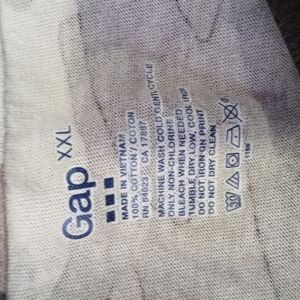 Gap XXL
MADE IN VIETNAM
100% COTTON / COTON
RN 54023 CA 17897
MACHINE WASH COLD GENTLE CYCLE
ONLY NON-CHLORINE
BLEACH WHEN NEEDED
TUMBLE DRY LOW, COOL IRON
DO NOT IRON ON PRINT
DO NOT DRY CLEAN
30